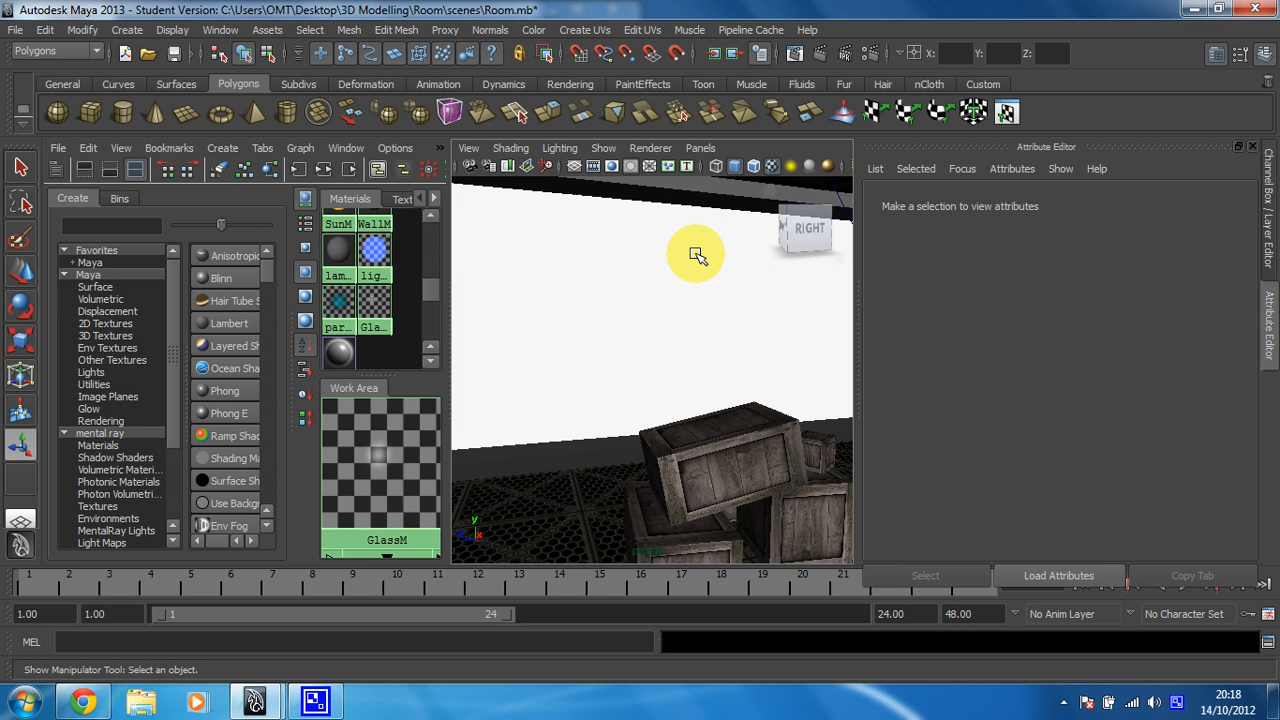 Autodesk Maya 2013 - Student Version: C:\Users\OMT\Desktop\3D Modelling\Room\scenes\Room.mb*
File Edit Modify Create Display Window Assets Select Mesh Edit Mesh Proxy Normals Color Create UVs Edit UVs Muscle Pipeline Cache Help
Polygons X: Y: Z:
General Curves Surfaces Polygons Subdivs Deformation Animation Dynamics Rendering PaintEffects Toon Muscle Fluids Fur Hair nCloth Custom
File Edit View Bookmarks Create Tabs Graph Window Options »
View Shading Lighting Show Renderer Panels
Attribute Editor
List Selected Focus Attributes Show Help
Make a selection to view attributes
Channel Box / Layer Editor
Attribute Editor
Create Bins
Materials Text
Favorites
+ Maya
Maya
Surface
Volumetric
Displacement
2D Textures
3D Textures
Env Textures
Other Textures
Lights
Utilities
Image Planes
Glow
Rendering
mental ray
Materials
Shadow Shaders
Volumetric Materi...
Photonic Materials
Photon Volumetri...
Textures
Environments
MentalRay Lights
Light Maps
Anisotropic
Blinn
Hair Tube S
Lambert
Layered Sh
Ocean Sha
Phong
Phong E
Ramp Shad
Shading Ma
Surface Sh
Use Backgr
Env Fog
SunM WallM
lam... lig...
par... Gla...
Work Area
GlassM
RIGHT
y
z x
persp
Select Load Attributes Copy Tab
1 2 3 4 5 6 7 8 9 10 11 12 13 14 15 16 17 18 19 20 21
1.00 1.00 1 24 24.00 48.00 No Anim Layer No Character Set
MEL
Show Manipulator Tool: Select an object.
20:18
14/10/2012